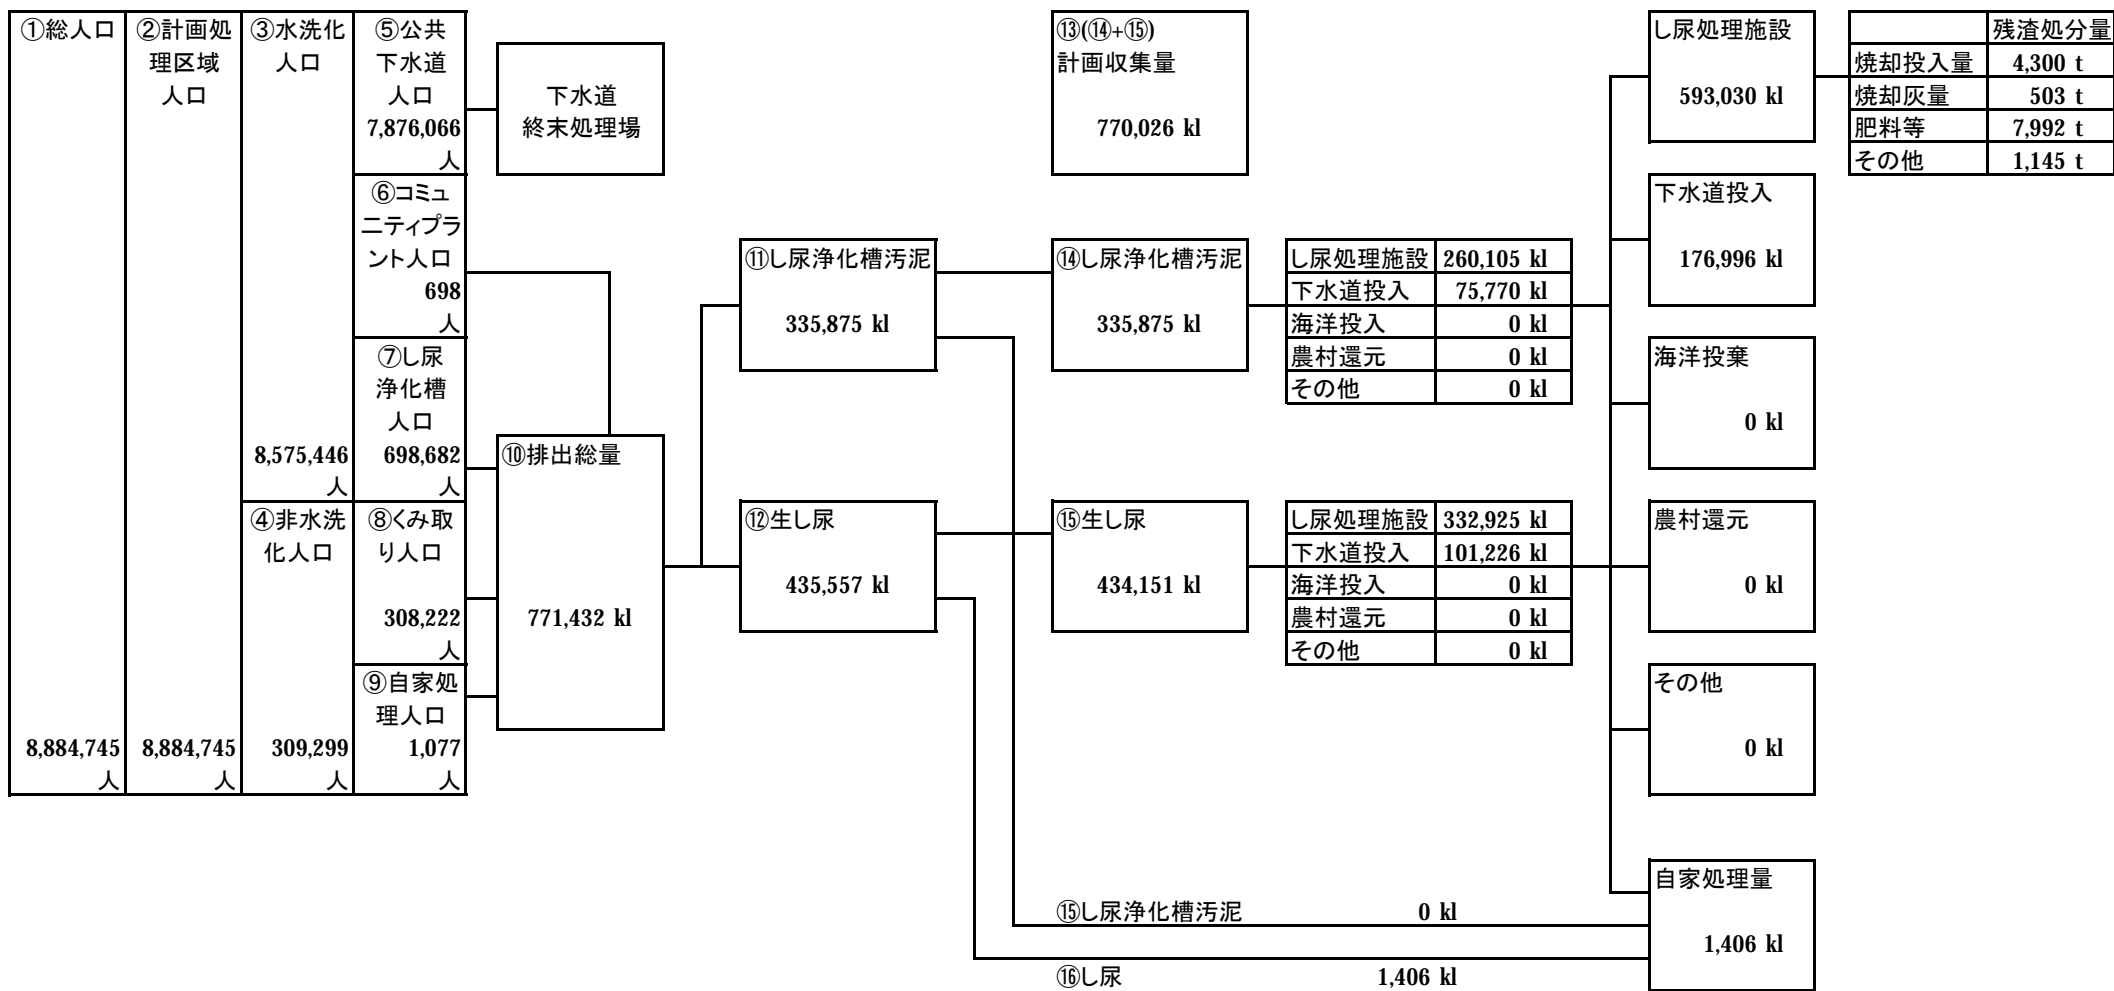 ①総人口
8,884,745
人
②計画処
理区域
人口
8,884,745
人
③水洗化
人口
8,575,446
人
④非水洗
化人口
309,299
人
⑤公共
下水道
人口
7,876,066
人
⑥コミュ
ニティプラ
ント人口
698
人
⑦し尿
浄化槽
人口
698,682
人
⑧くみ取
り人口
308,222
人
⑨自家処
理人口
1,077
人
下水道
終末処理場
⑩排出総量
771,432 kl
⑪し尿浄化槽汚泥
335,875 kl
⑫生し尿
435,557 kl
⑬(⑭+⑮)
計画収集量
770,026 kl
⑭し尿浄化槽汚泥
335,875 kl
⑮生し尿
434,151 kl
し尿処理施設 260,105 kl
下水道投入 75,770 kl
海洋投入 0 kl
農村還元 0 kl
その他 0 kl
し尿処理施設 332,925 kl
下水道投入 101,226 kl
海洋投入 0 kl
農村還元 0 kl
その他 0 kl
⑮し尿浄化槽汚泥 0 kl
⑯し尿 1,406 kl
し尿処理施設
593,030 kl
下水道投入
176,996 kl
海洋投棄
0 kl
農村還元
0 kl
その他
0 kl
自家処理量
1,406 kl
残渣処分量
焼却投入量 4,300 t
焼却灰量 503 t
肥料等 7,992 t
その他 1,145 t